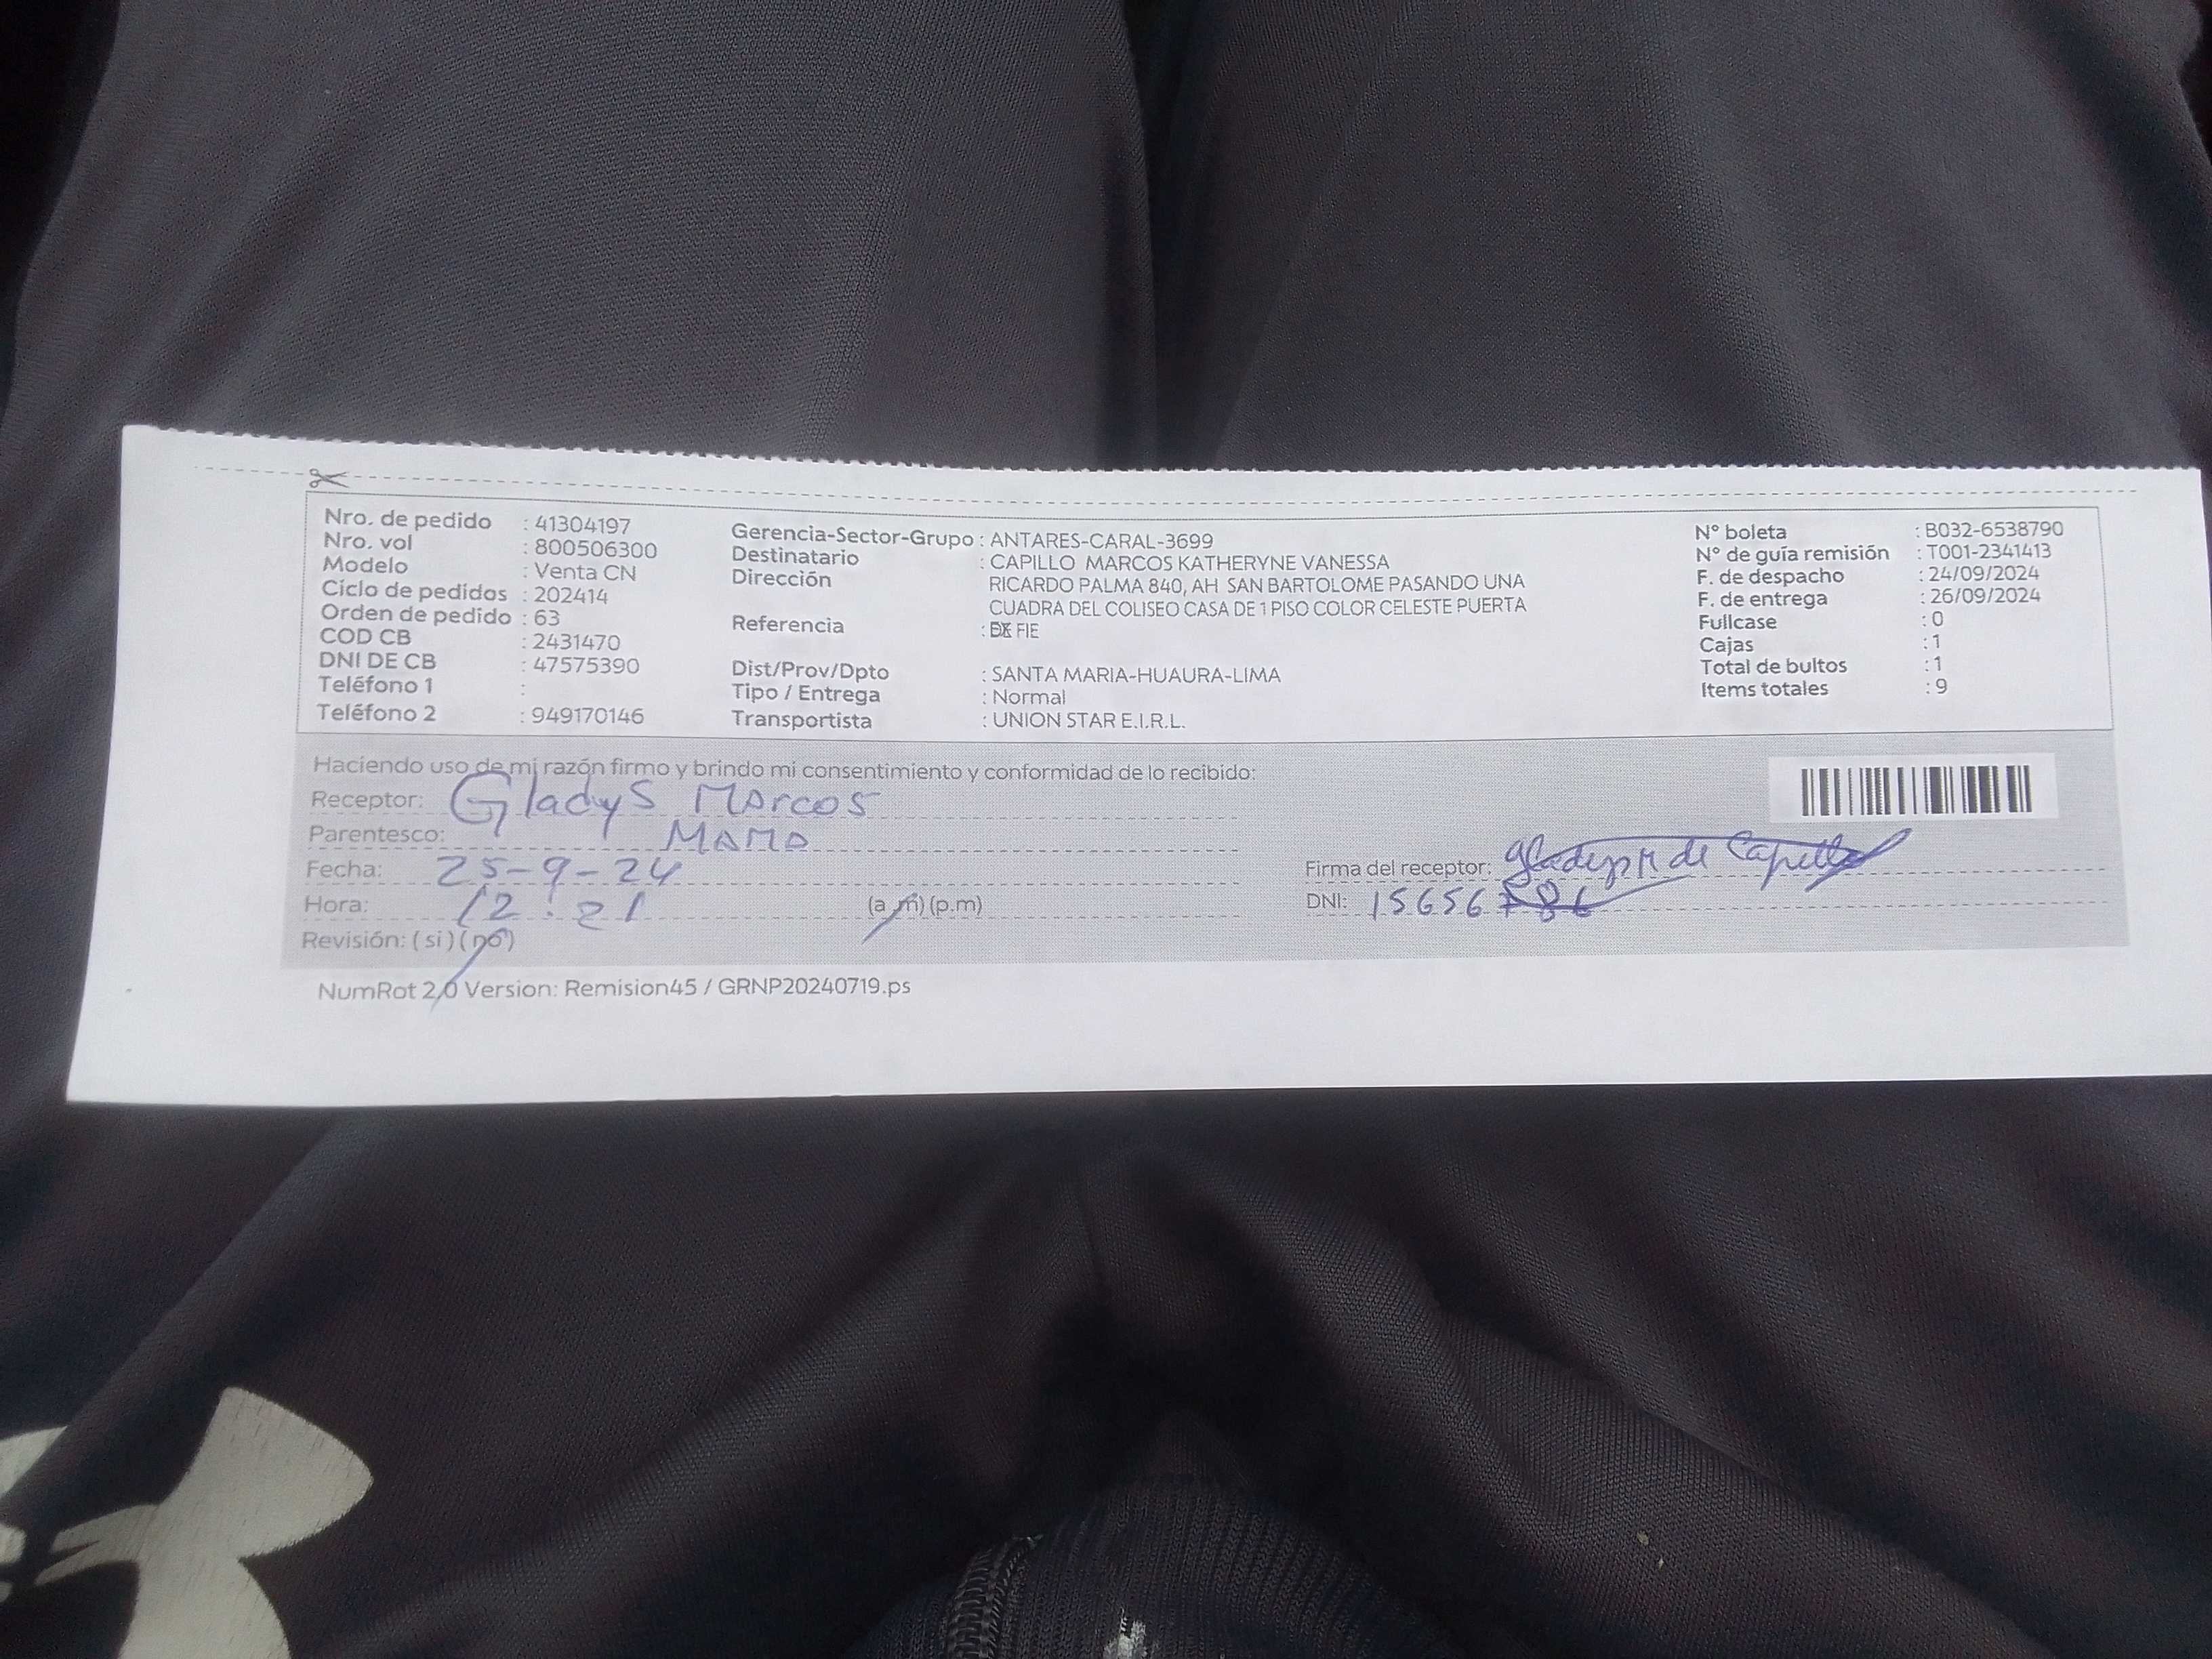 Nro. de pedido : 41304197
Nro. vol : 800506300
Modelo : Venta CN
Ciclo de pedidos : 202414
Orden de pedido : 63
COD CB : 2431470
DNI DE CB : 47575390
Teléfono 1 :
Teléfono 2 : 949170146
Gerencia-Sector-Grupo : ANTARES-CARAL-3699
Destinatario : CAPILLO MARCOS KATHERYNE VANESSA
Dirección RICARDO PALMA 840, AH SAN BARTOLOME PASANDO UNA
CUADRA DEL COLISEO CASA DE 1 PISO COLOR CELESTE PUERTA
Referencia : FIE
Dist/Prov/Dpto : SANTA MARIA-HUAURA-LIMA
Tipo / Entrega : Normal
Transportista : UNION STAR E.I.R.L.
N° boleta : B032-6538790
N° de guía remisión : T001-2341413
F. de despacho : 24/09/2024
F. de entrega : 26/09/2024
Fullcase : 0
Cajas : 1
Total de bultos : 1
Items totales : 9
Haciendo uso de mi razón firmo y brindo mi consentimiento y conformidad de lo recibido:
Receptor: Gladys Marcos
Parentesco: MAMA
Fecha: 25-9-24
Hora: 12:21 (a.m) (p.m)
Revisión: (si) (no)
Firma del receptor: de Capillo
DNI:
NumRot 2,0 Version: Remision45 / GRNP20240719.ps